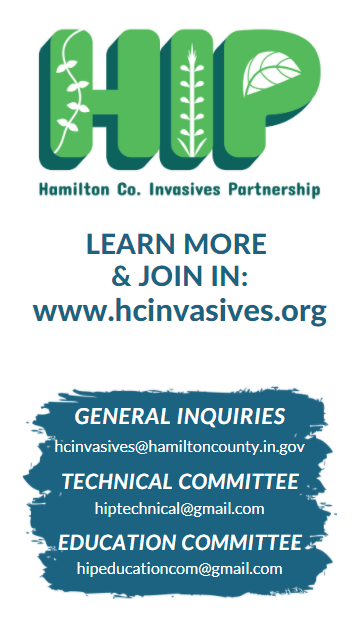 HIP
Hamilton Co. Invasives Partnership
LEARN MORE
& JOIN IN:
www.hcinvasives.org
GENERAL INQUIRIES
hcinvasives@hamiltoncounty.in.gov
TECHNICAL COMMITTEE
hiptechnical@gmail.com
EDUCATION COMMITTEE
hipeducationcom@gmail.com